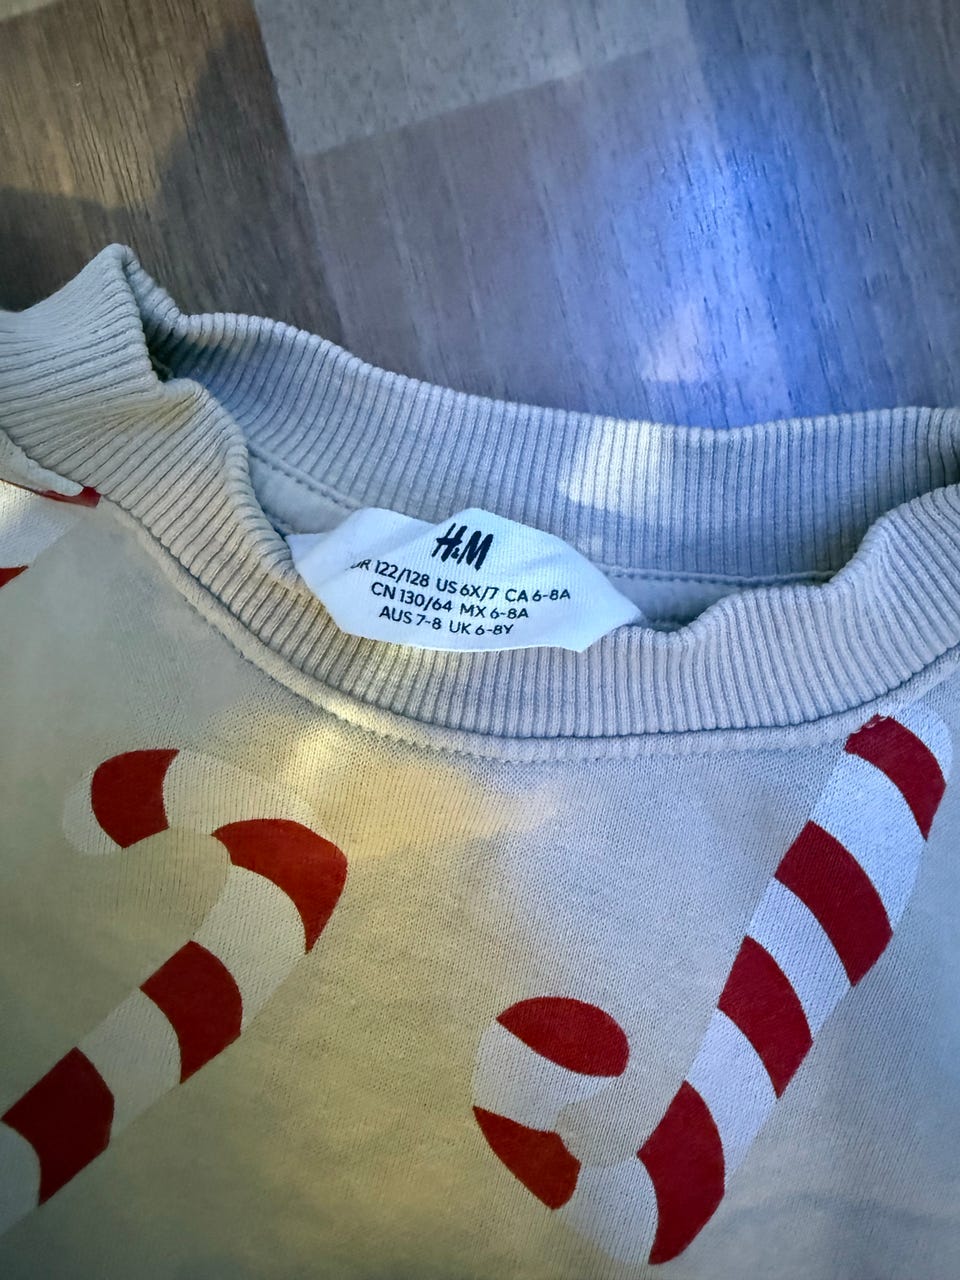 H&M
122/128 US 6X/7 CA 6-8A
CN 130/64 MX 6-8A
AUS 7-8 UK 6-8Y